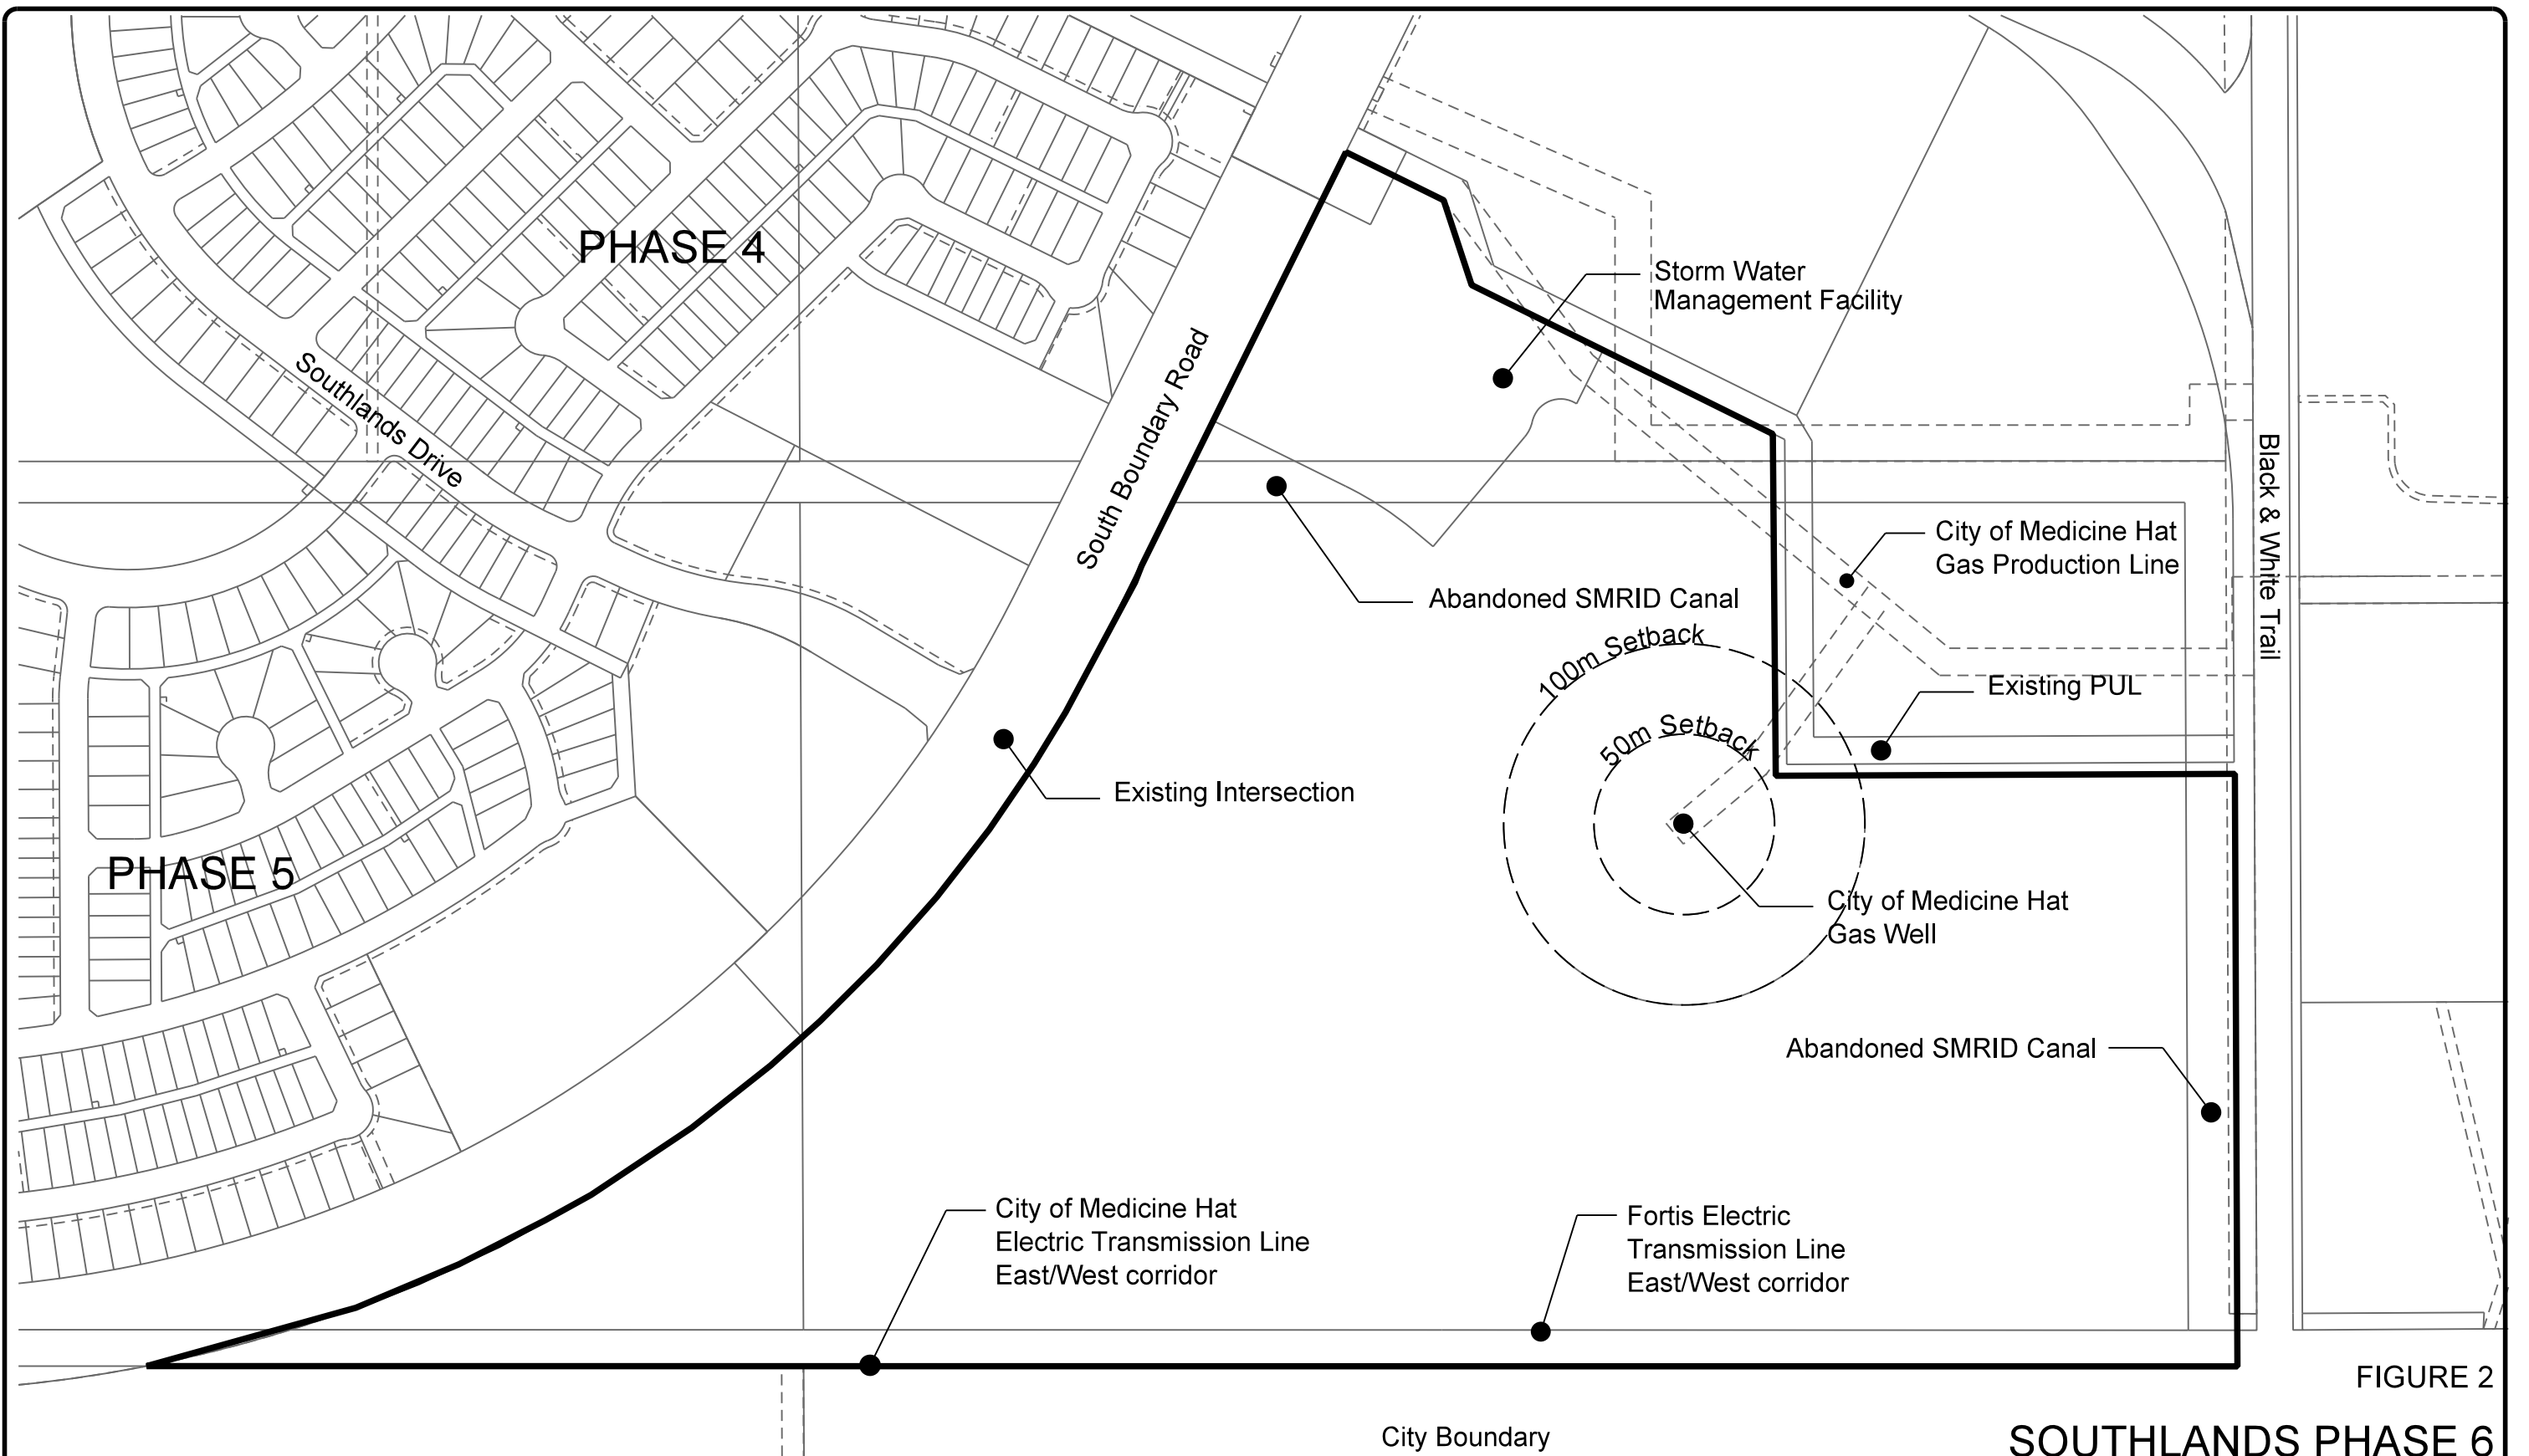 PHASE 4
Storm Water
Management Facility
Southlands Drive
South Boundary Road
Black & White Trail
City of Medicine Hat
Gas Production Line
Abandoned SMRID Canal
100m Setback
Existing PUL
50m Setback
Existing Intersection
PHASE 5
City of Medicine Hat
Gas Well
Abandoned SMRID Canal
City of Medicine Hat
Electric Transmission Line
East/West corridor
Fortis Electric
Transmission Line
East/West corridor
FIGURE 2
City Boundary
SOUTHLANDS PHASE 6